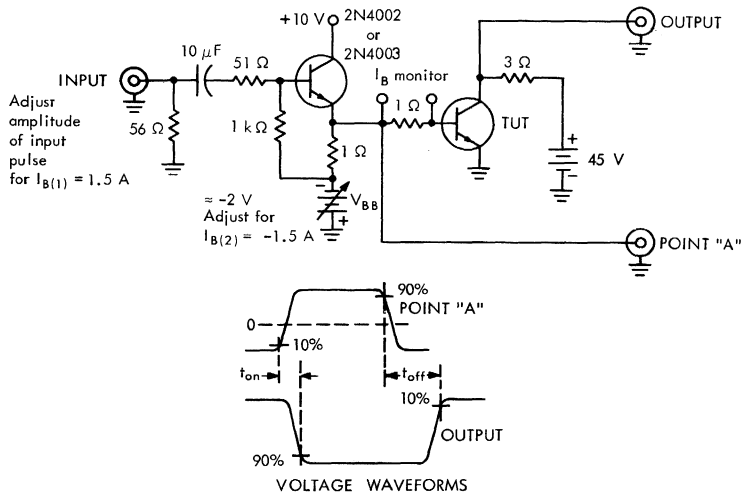 +10 V
2N4002
or
2N4003
OUTPUT
10 μF
51 Ω
I_B monitor
3 Ω
INPUT
1 Ω
TUT
Adjust
amplitude
of input
pulse
for I_B(1) = 1.5 A
56 Ω
1 k Ω
1 Ω
+
45 V
−
≈ -2 V
Adjust for
I_B(2) = -1.5 A
−
V_BB
+
POINT "A"
90%
POINT "A"
0
10%
t_on
t_off
10%
OUTPUT
90%
VOLTAGE WAVEFORMS